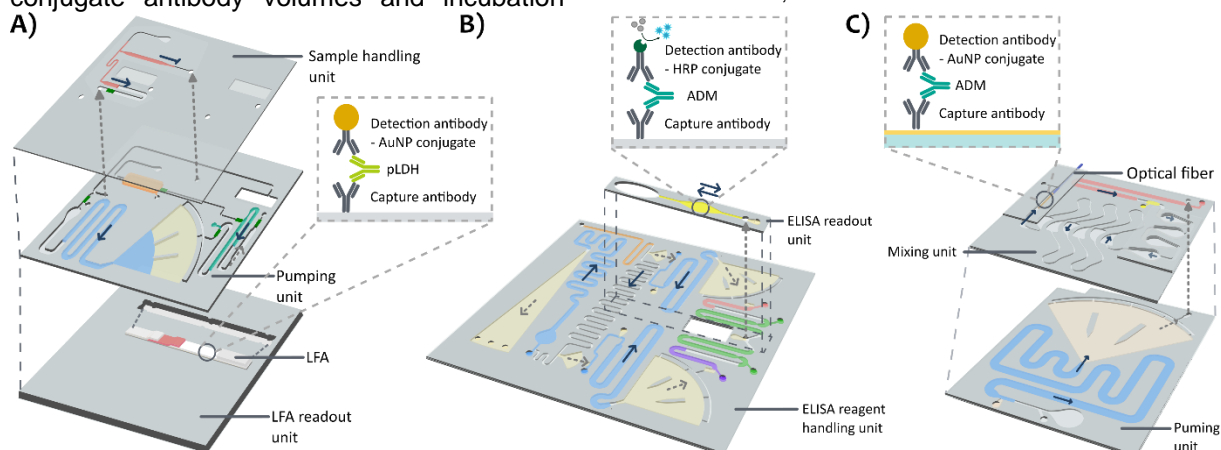 conjugate antibody volumes and incubation
A)
Sample handling
unit
Detection antibody
- AuNP conjugate
pLDH
Capture antibody
Pumping
unit
LFA
LFA readout
unit
B)
Detection antibody
- HRP conjugate
ADM
Capture antibody
ELISA readout
unit
ELISA reagent
handling unit
C)
Detection antibody
- AuNP conjugate
ADM
Capture antibody
Optical fiber
Mixing unit
Puming
unit